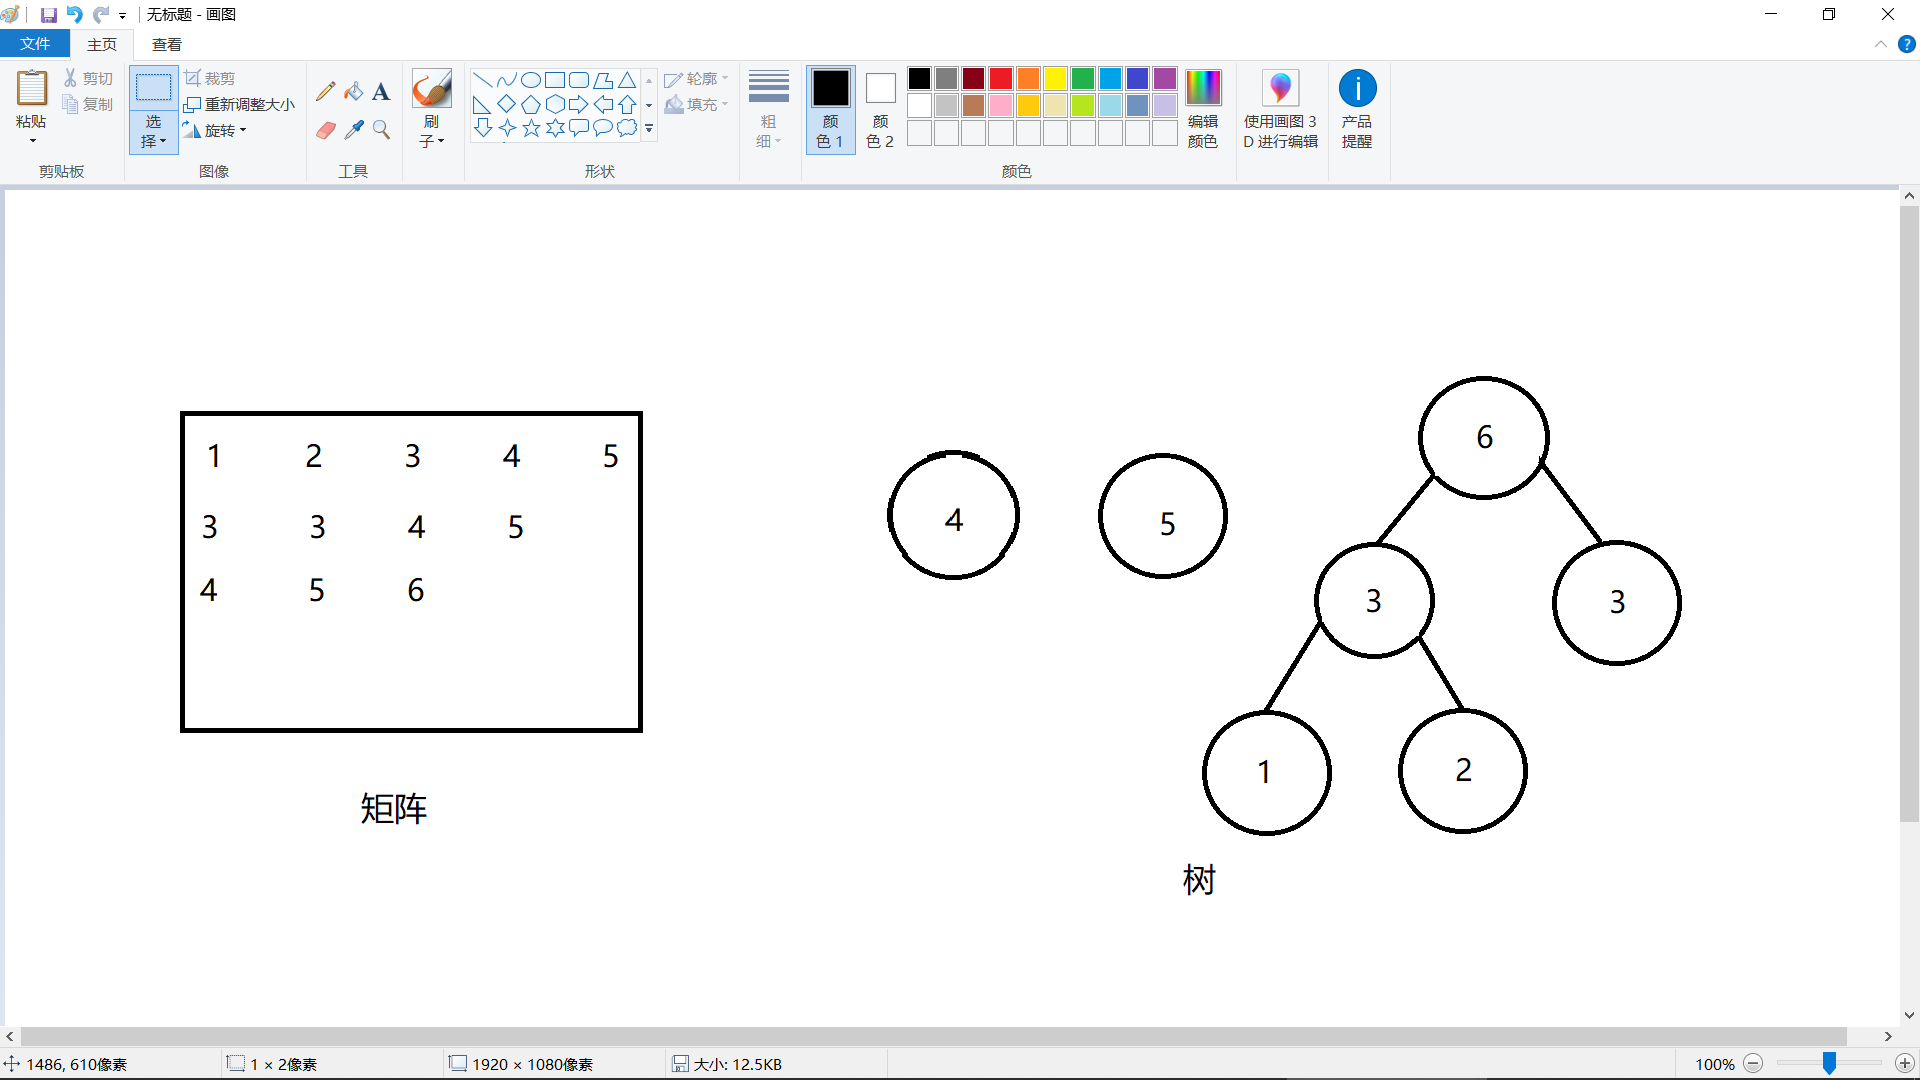 无标题 - 画图
文件 主页 查看
粘贴
剪切
复制
剪贴板
选择
裁剪
重新调整大小
旋转
图像
A
工具
刷子
轮廓
填充
形状
粗细
颜色 1
颜色 2
编辑颜色
颜色
使用画图 3
D 进行编辑
产品提醒
1 2 3 4 5
3 3 4 5
4 5 6
矩阵
4 5
6
3 3
1 2
树
1486, 610像素 1 × 2像素 1920 × 1080像素 大小: 12.5KB 100%